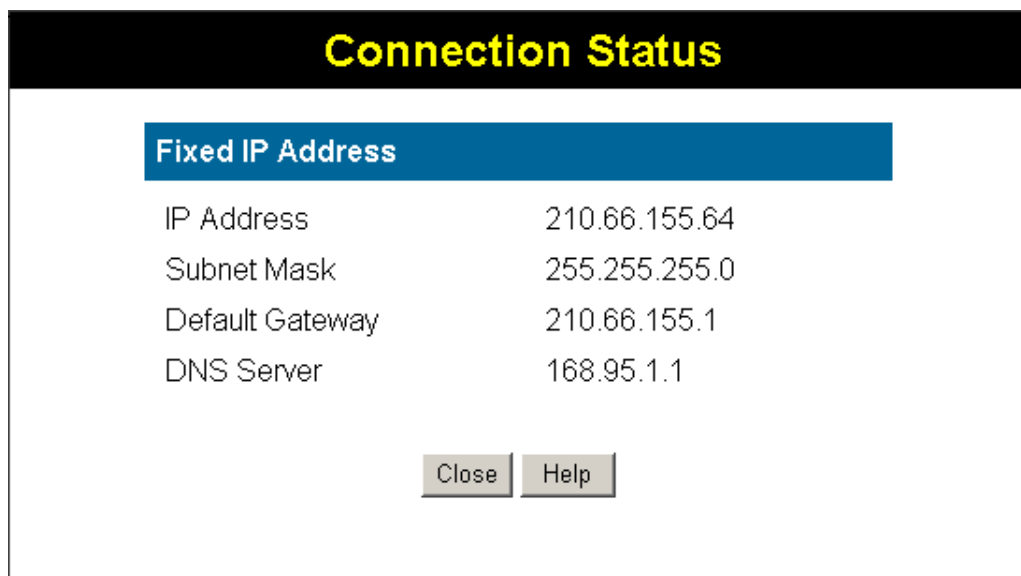 Connection Status
Fixed IP Address
IP Address 210.66.155.64
Subnet Mask 255.255.255.0
Default Gateway 210.66.155.1
DNS Server 168.95.1.1
Close Help